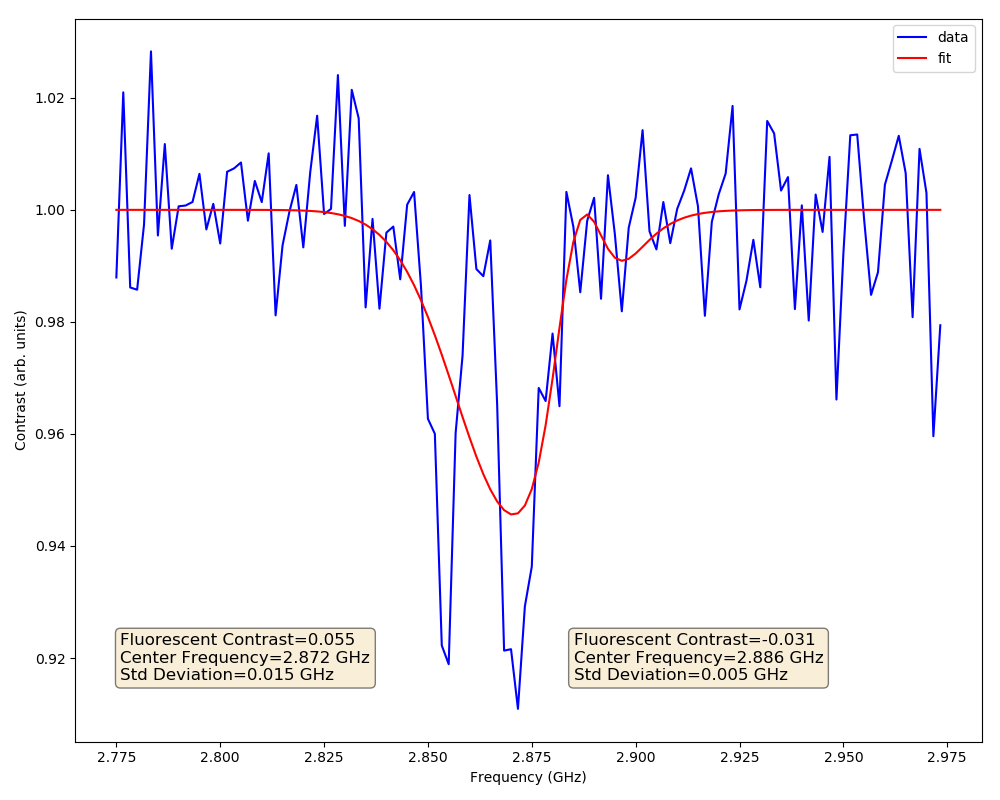 data
fit
1.02
1.00
0.98
0.96
0.94
0.92
Contrast (arb. units)
Fluorescent Contrast=0.055
Center Frequency=2.872 GHz
Std Deviation=0.015 GHz
Fluorescent Contrast=-0.031
Center Frequency=2.886 GHz
Std Deviation=0.005 GHz
2.775 2.800 2.825 2.850 2.875 2.900 2.925 2.950 2.975
Frequency (GHz)